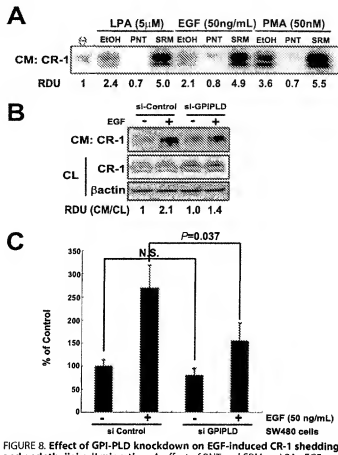 A
LPA (5μM) EGF (50ng/mL) PMA (50nM)
(-) EtOH PNT SRM EtOH PNT SRM EtOH PNT SRM
CM: CR-1
RDU 1 2.4 0.7 5.0 2.1 0.8 4.9 3.6 0.7 5.5
B
si-Control si-GPIPLD
EGF - + - +
CM: CR-1
CL CR-1
βactin
RDU (CM/CL) 1 2.1 1.0 1.4
C
P=0.037
N.S.
% of Control
350
300
250
200
150
100
50
0
- + - + EGF (50 ng/mL)
si Control si GPIPLD SW480 cells
FIGURE 8. Effect of GPI-PLD knockdown on EGF-induced CR-1 shedding